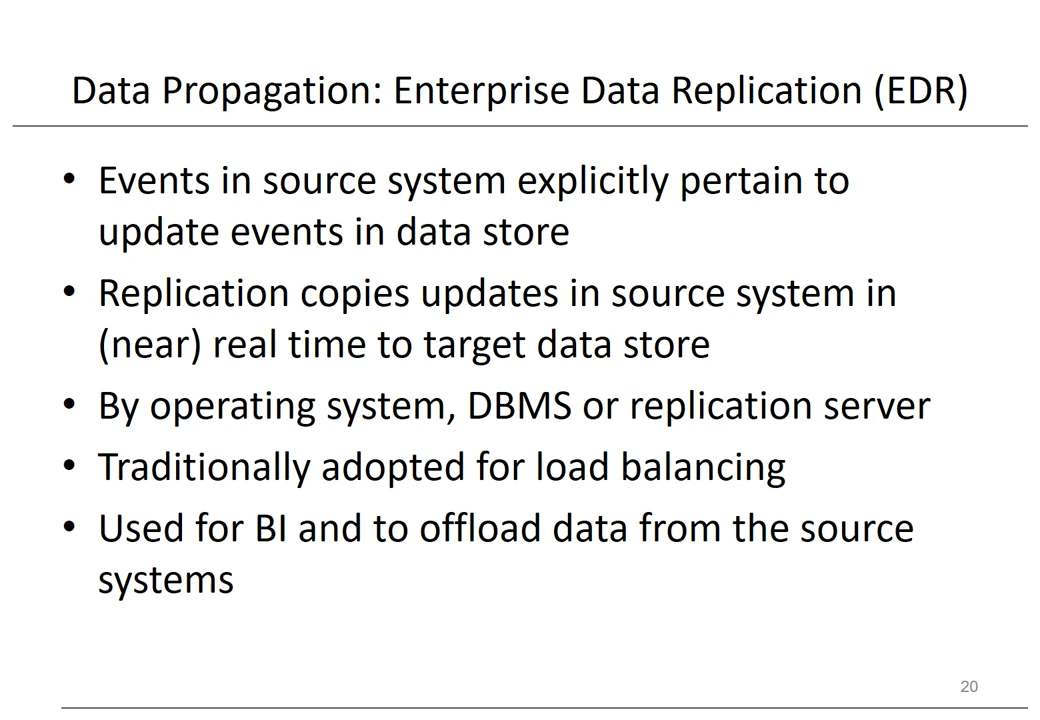 Data Propagation: Enterprise Data Replication (EDR)
• Events in source system explicitly pertain to
update events in data store
• Replication copies updates in source system in
(near) real time to target data store
• By operating system, DBMS or replication server
• Traditionally adopted for load balancing
• Used for BI and to offload data from the source
systems
20